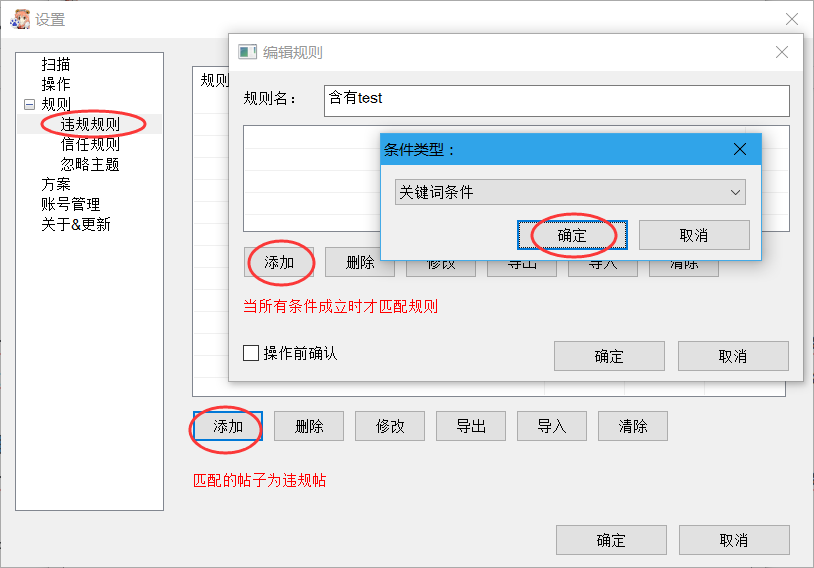 设置
扫描
操作
规则
违规规则
信任规则
忽略主题
方案
账号管理
关于&更新
规则
编辑规则
规则名：
含有test
条件类型：
关键词条件
确定
取消
添加
删除
修改
导出
导入
清除
当所有条件成立时才匹配规则
操作前确认
确定
取消
添加
删除
修改
导出
导入
清除
匹配的帖子为违规帖
确定
取消